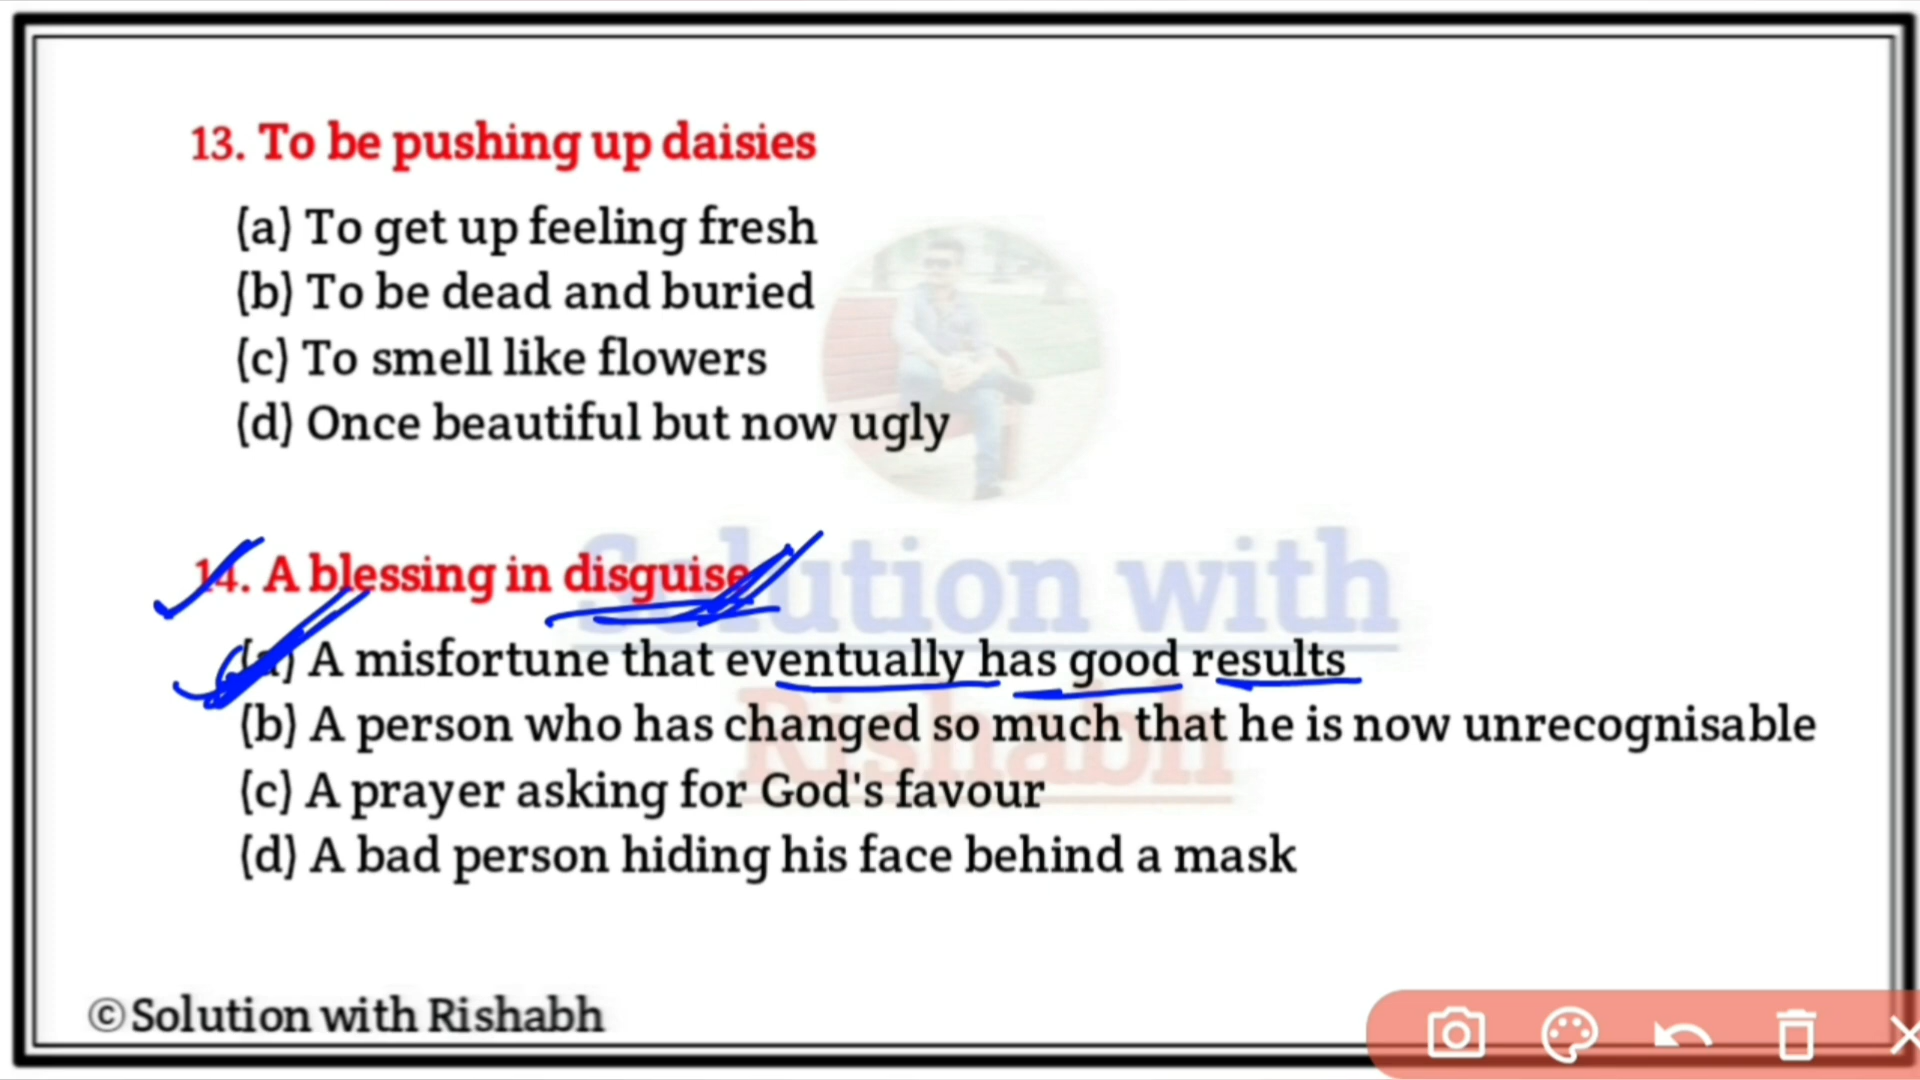 13. To be pushing up daisies
(a) To get up feeling fresh
(b) To be dead and buried
(c) To smell like flowers
(d) Once beautiful but now ugly
14. A blessing in disguise
(a) A misfortune that eventually has good results
(b) A person who has changed so much that he is now unrecognisable
(c) A prayer asking for God's favour
(d) A bad person hiding his face behind a mask
Solution with
Rishabh
©Solution with Rishabh